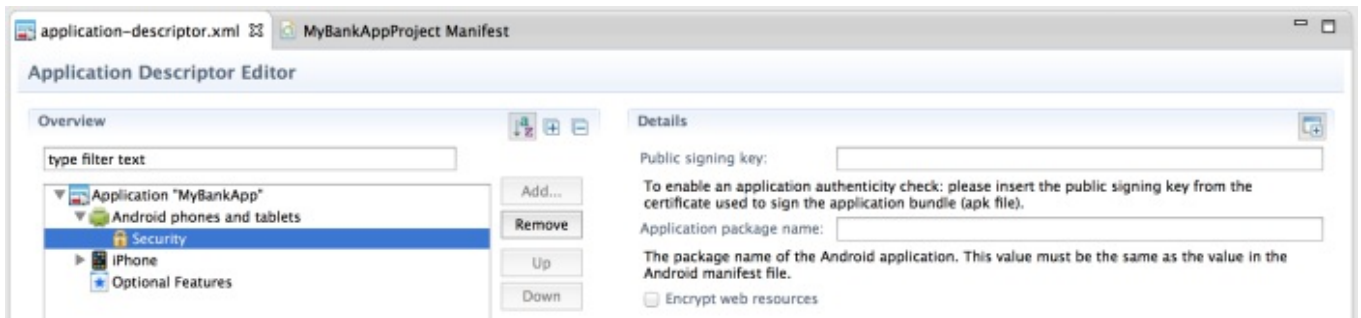 application-descriptor.xml MyBankAppProject Manifest
Application Descriptor Editor
Overview
type filter text
Application "MyBankApp"
Android phones and tablets
Security
iPhone
Optional Features
Add...
Remove
Up
Down
Details
Public signing key:
To enable an application authenticity check: please insert the public signing key from the
certificate used to sign the application bundle (apk file).
Application package name:
The package name of the Android application. This value must be the same as the value in the
Android manifest file.
Encrypt web resources